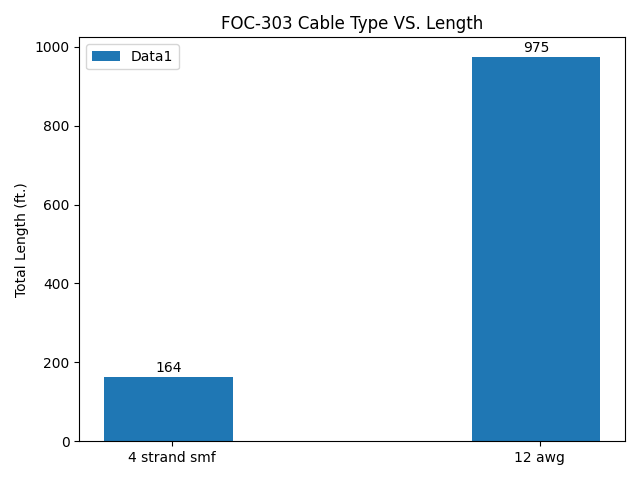 FOC-303 Cable Type VS. Length
Data1
975
1000
800
600
400
200
0
Total Length (ft.)
164
4 strand smf
12 awg